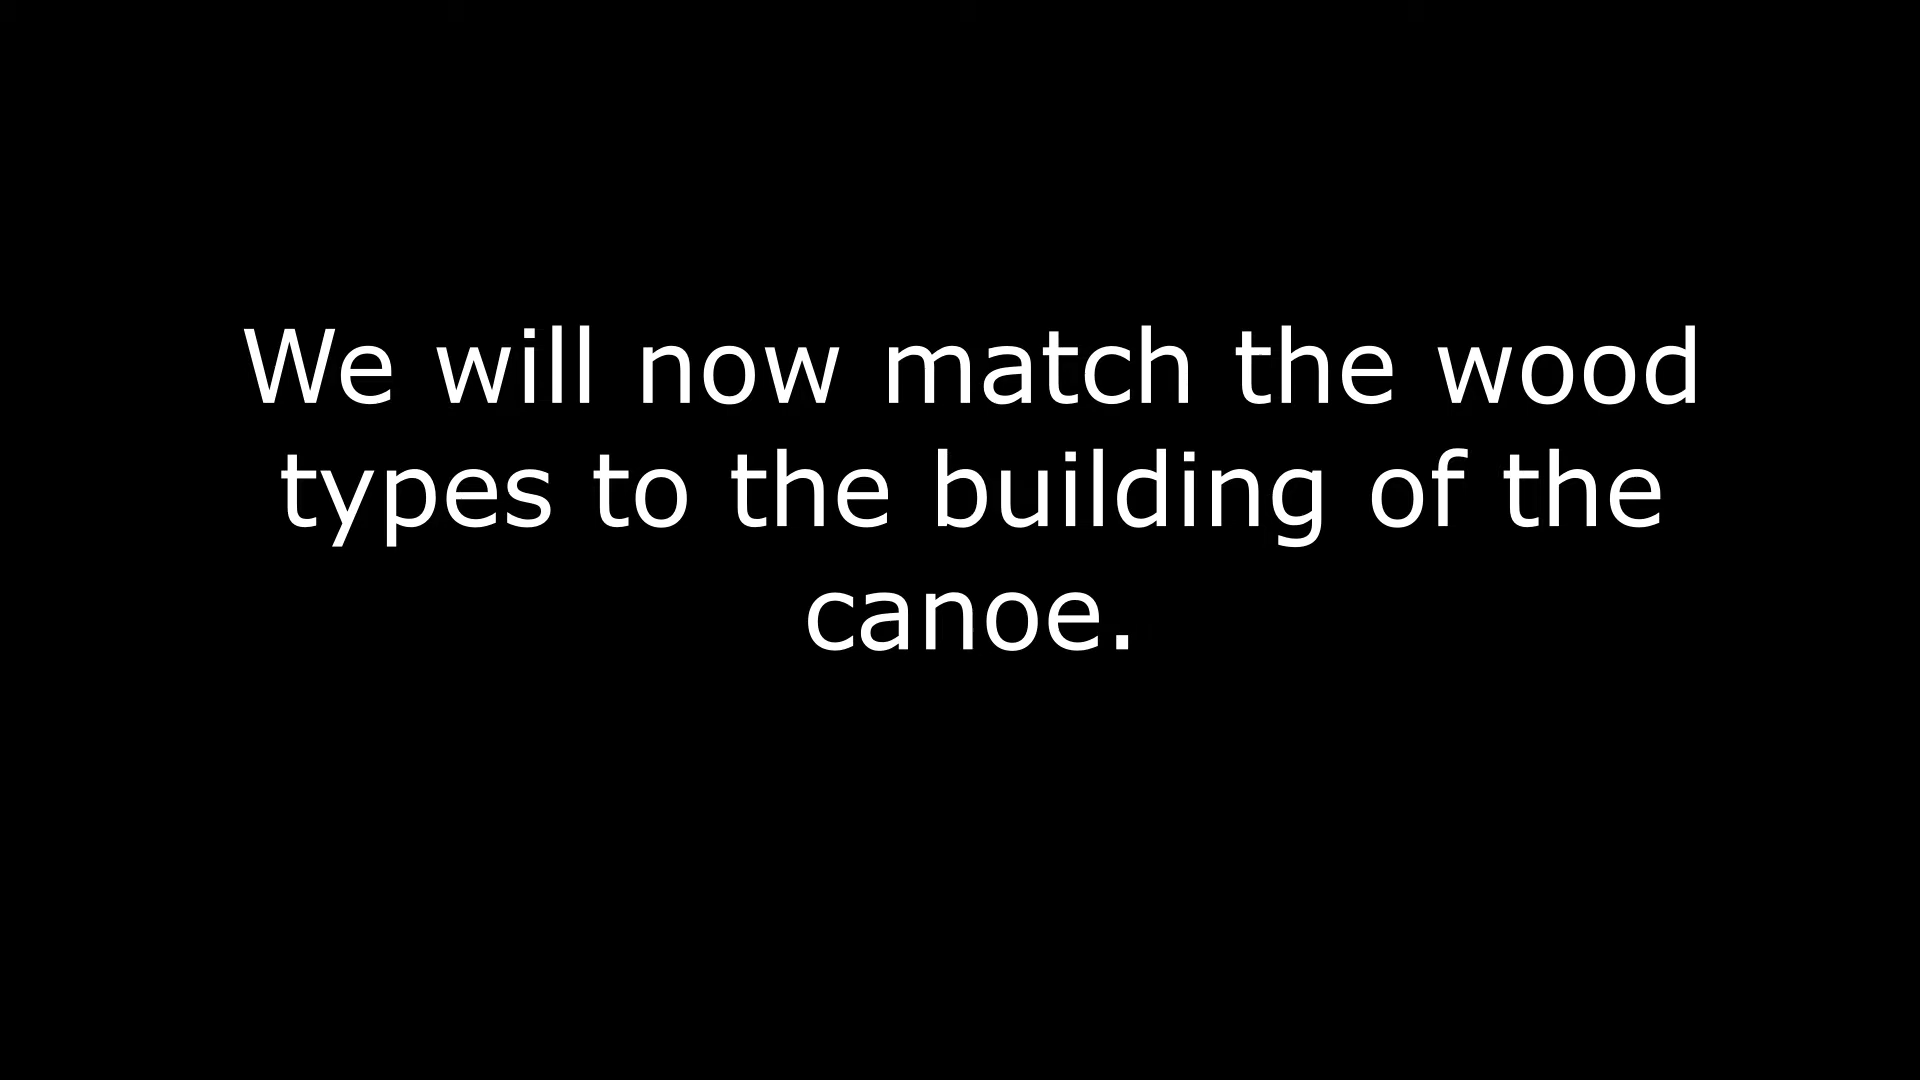 We will now match the wood
types to the building of the
canoe.